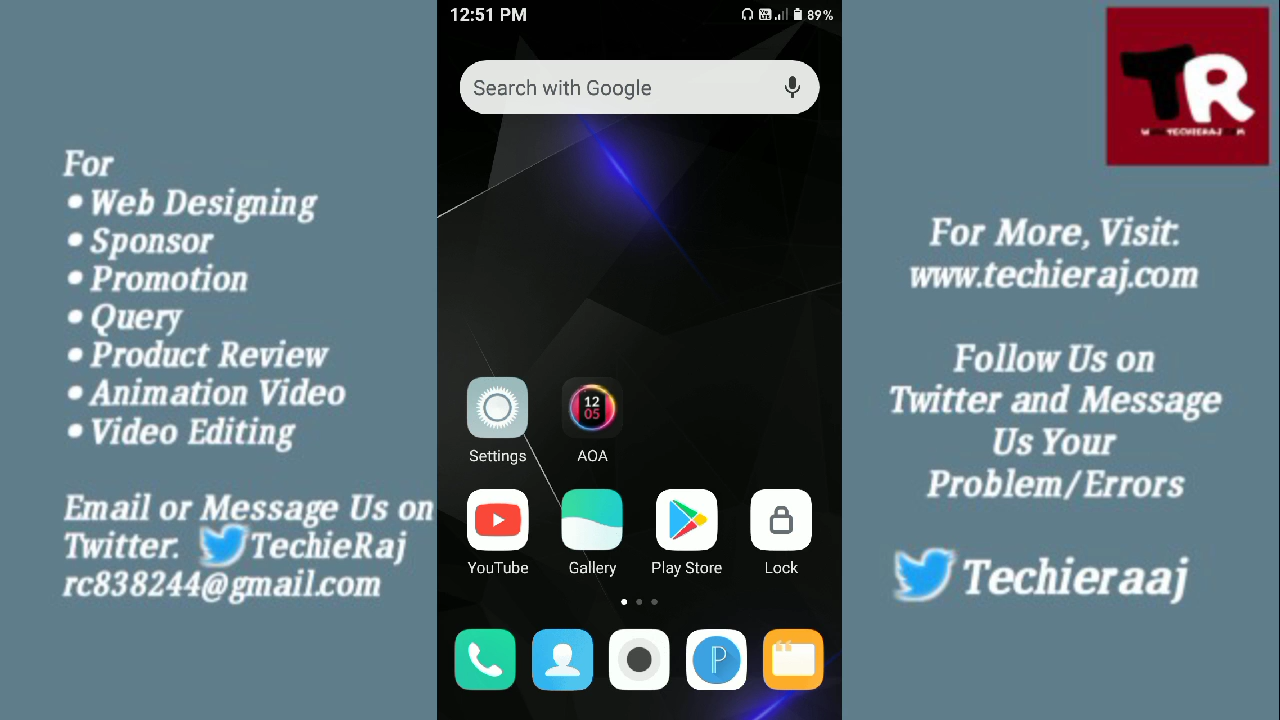 For
• Web Designing
• Sponsor
• Promotion
• Query
• Product Review
• Animation Video
• Video Editing
Email or Message Us on
Twitter. TechieRaj
rc838244@gmail.com
12:51 PM
89%
Search with Google
12
05
Settings
AOA
YouTube
Gallery
Play Store
Lock
P
TR
For More, Visit:
www.techieraj.com
Follow Us on
Twitter and Message
Us Your
Problem/Errors
Techieraaj